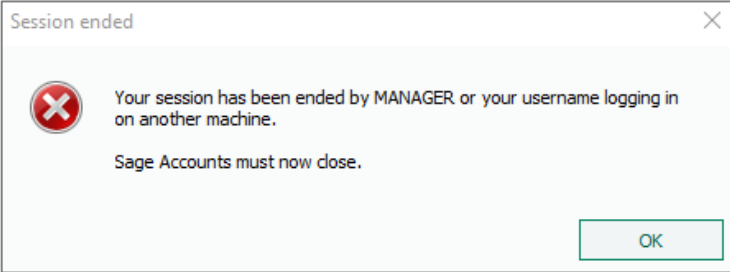 Session ended
Your session has been ended by MANAGER or your username logging in
on another machine.
Sage Accounts must now close.
OK